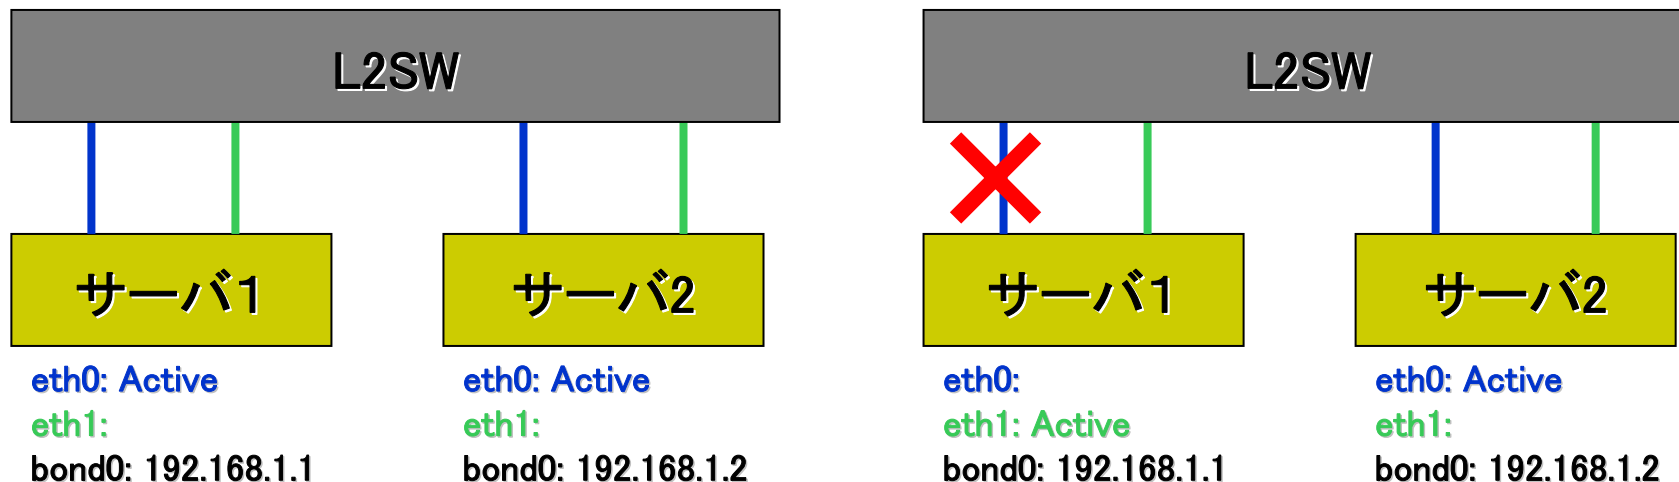 L2SW
サーバ1
サーバ2
eth0: Active
eth1:
bond0: 192.168.1.1
eth0: Active
eth1:
bond0: 192.168.1.2
L2SW
サーバ1
サーバ2
eth0:
eth1: Active
bond0: 192.168.1.1
eth0: Active
eth1:
bond0: 192.168.1.2